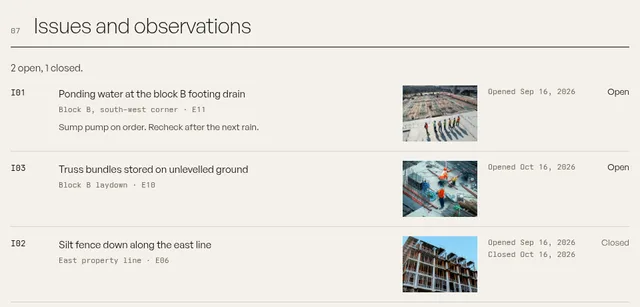 07 Issues and observations
2 open, 1 closed.
I01 Ponding water at the block B footing drain Opened Sep 16, 2026 Open
Block B, south-west corner · E11
Sump pump on order. Recheck after the next rain.
I03 Truss bundles stored on unlevelled ground Opened Oct 16, 2026 Open
Block B laydown · E10
I02 Silt fence down along the east line Opened Sep 16, 2026 Closed
East property line · E06 Closed Oct 16, 2026